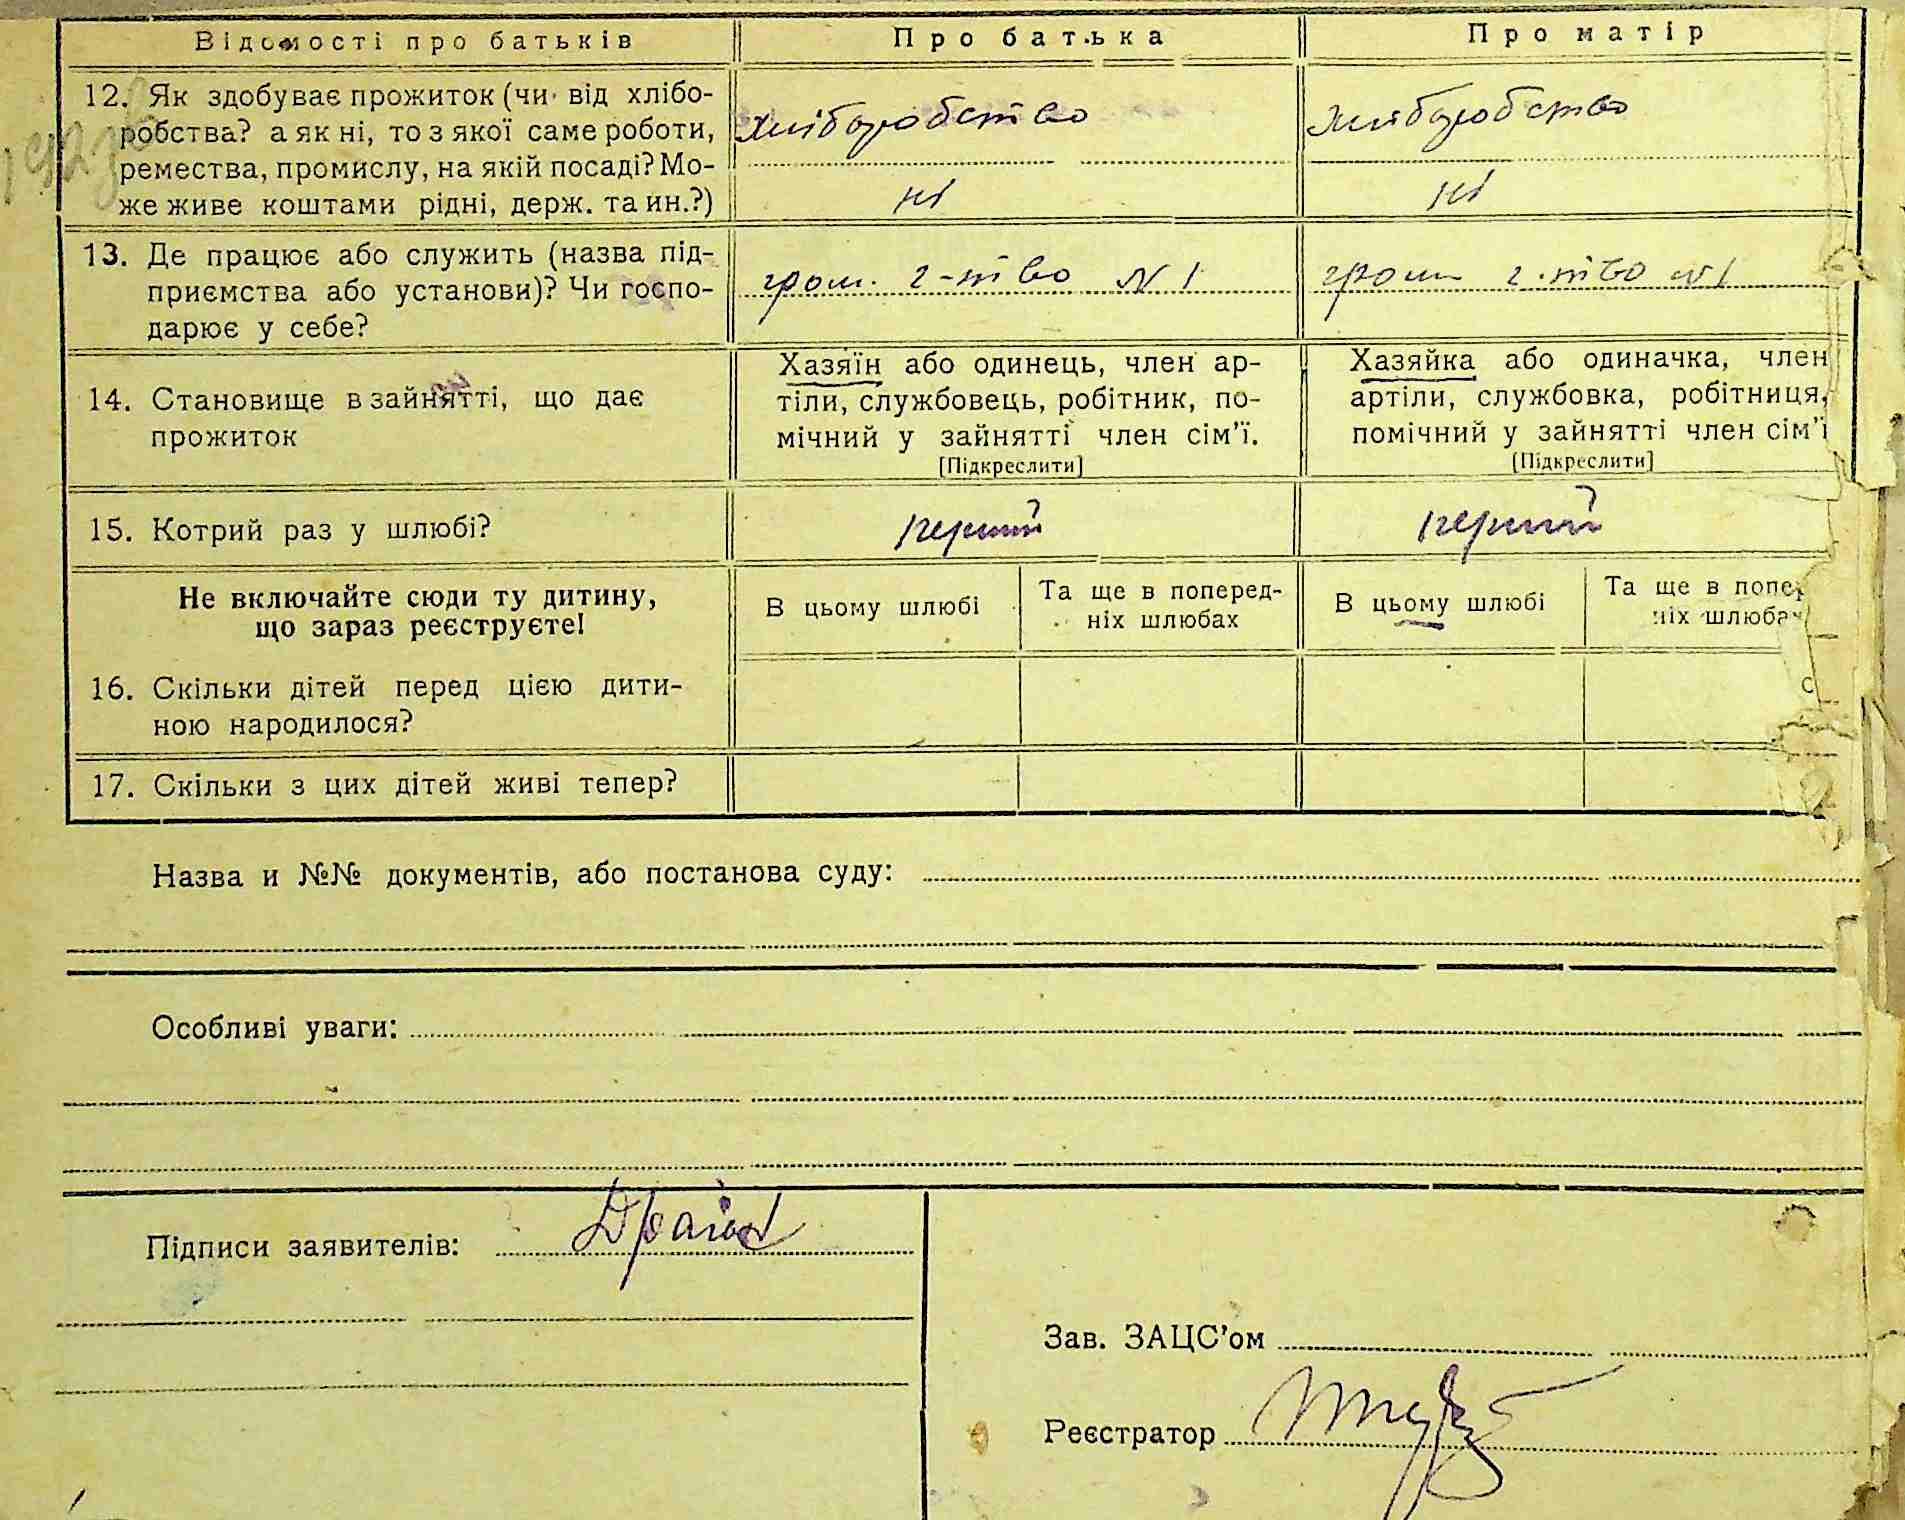 Відомості про батьків
Про батька
Про матір
12. Як здобуває прожиток (чи від хлібо-
робства? а як ні, то з якої саме роботи,
ремества, промислу, на якій посаді? Мо-
же живе коштами рідні, держ. та ин.?)
хліборобство
ні
хліборобство
ні
13. Де працює або служить (назва під-
приємства або установи)? Чи госпо-
дарює у себе?
гром. г-тво N 1
гром г.тво N 1
14. Становище в зайнятті, що дає
прожиток
Хазяїн або одинець, член ар-
тіли, службовець, робітник, по-
мічний у зайнятті член сім'ї.
[Підкреслити]
Хазяйка або одиначка, член
артіли, службовка, робітниця,
помічний у зайнятті член сім'ї
[Підкреслити]
15. Котрий раз у шлюбі?
перший
перший
Не включайте сюди ту дитину,
що зараз реєструєте!
В цьому шлюбі
Та ще в поперед-
ніх шлюбах
В цьому шлюбі
Та ще в попе
ніх шлюба
16. Скільки дітей перед цією дити-
ною народилося?
17. Скільки з цих дітей живі тепер?
Назва и №№ документів, або постанова суду:
Особливі уваги:
Підписи заявителів:
Зав. ЗАЦС'ом
Реєстратор